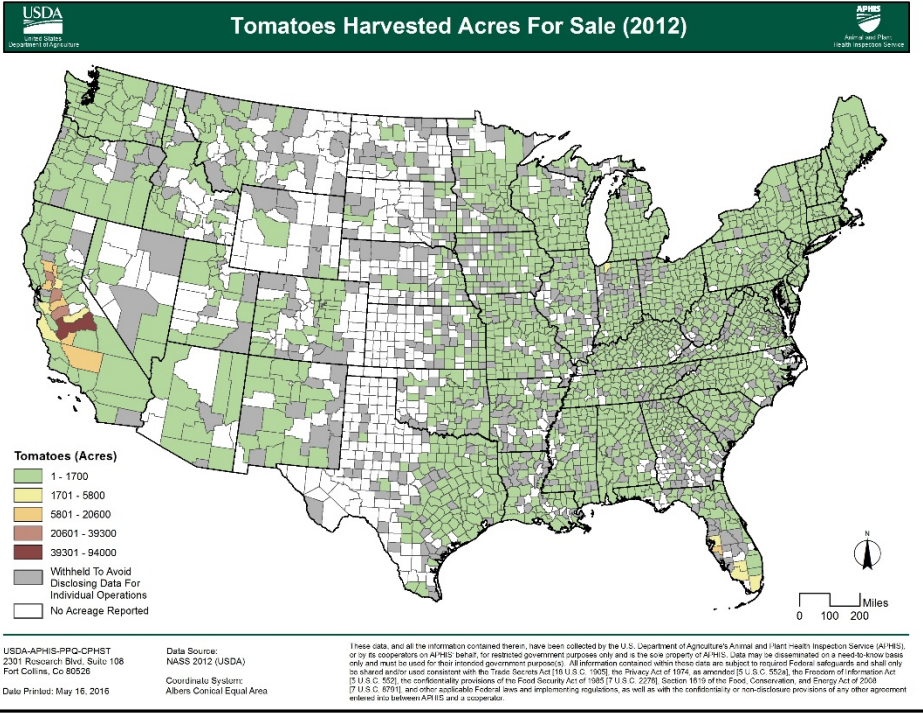 USDA
United States
Department of Agriculture
Tomatoes Harvested Acres For Sale (2012)
APHIS
Animal and Plant
Health Inspection Service
Tomatoes (Acres)
1 - 1700
1701 - 5800
5801 - 20600
20601 - 39300
39301 - 94000
Withheld To Avoid
Disclosing Data For
Individual Operations
No Acreage Reported
N
Miles
0 100 200
USDA-APHIS-PPQ-CPHST
2301 Research Blvd, Suite 108
Fort Collins, Co 80526
Date Printed: May 16, 2016
Data Source:
NASS 2012 (USDA)
Coordinate System:
Albers Conical Equal Area
These data, and all the information contained therein, have been collected by the U.S. Department of Agriculture's Animal and Plant Health Inspection Service (APHIS),
or by its cooperators on APHIS' behalf, for restricted government purposes only and is the sole property of APHIS. Data may be disseminated on a need-to-know basis
only and must be used for their intended government purpose(s). All information contained within these data are subject to required Federal safeguards and shall only
be shared and/or used consistent with the Trade Secrets Act [18 U.S.C. 1905], the Privacy Act of 1974, as amended [5 U.S.C. 552a], the Freedom of Information Act
[5 U.S.C. 552], the confidentiality provisions of the Food Security Act of 1985 [7 U.S.C. 2276], Section 1619 of the Food, Conservation, and Energy Act of 2008
[7 U.S.C. 8791], and other applicable Federal laws and implementing regulations, as well as with the confidentiality or non-disclosure provisions of any other agreement
entered into between APHIS and a cooperator.